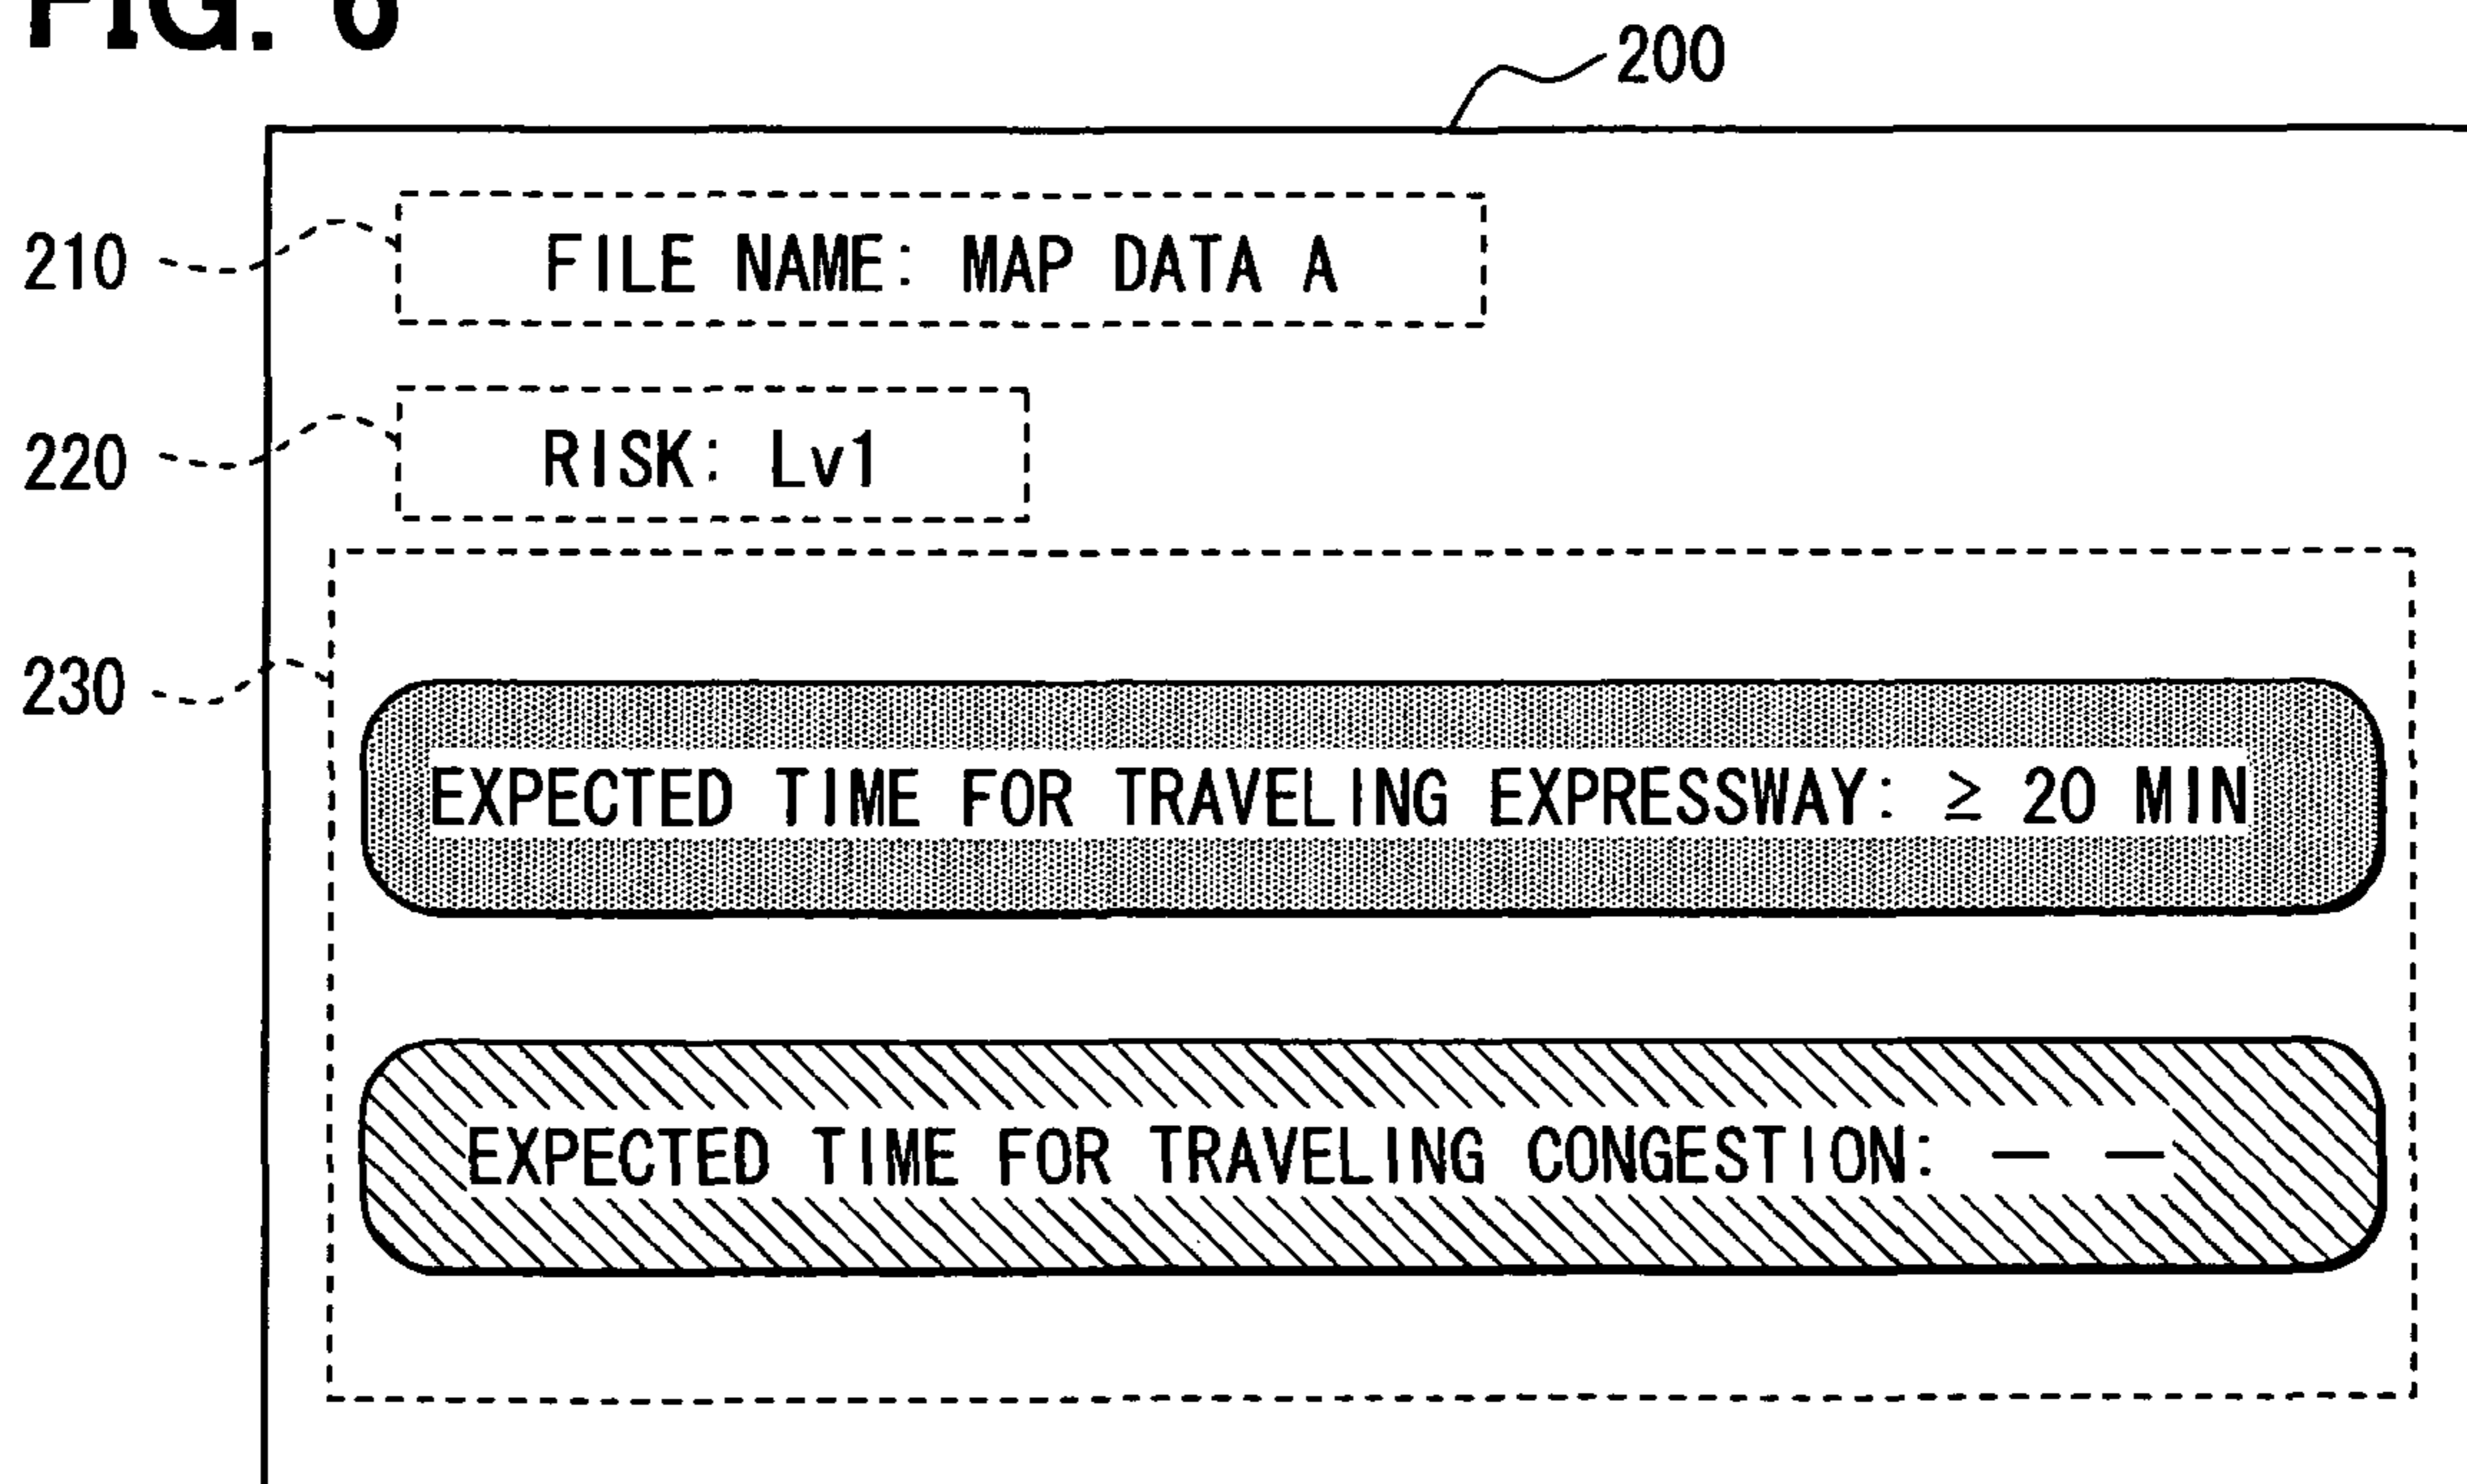 FIG. 6
200
210
FILE NAME: MAP DATA A
220
RISK: Lv1
230
EXPECTED TIME FOR TRAVELING EXPRESSWAY: ≥ 20 MIN
EXPECTED TIME FOR TRAVELING CONGESTION: — —